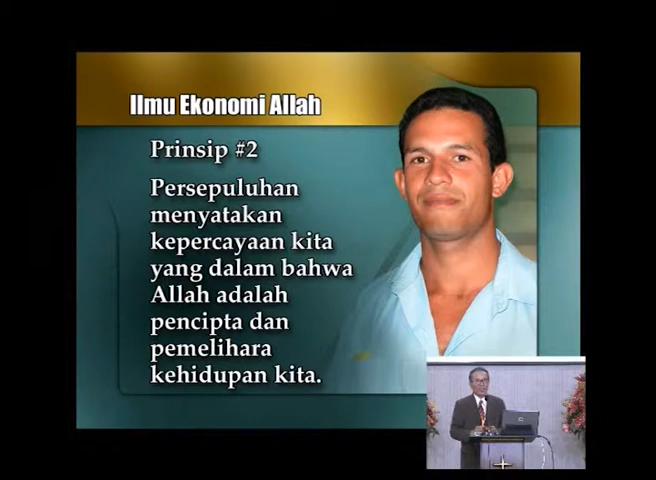 Ilmu Ekonomi Allah
Prinsip #2
Persepuluhan
menyatakan
kepercayaan kita
yang dalam bahwa
Allah adalah
pencipta dan
pemelihara
kehidupan kita.